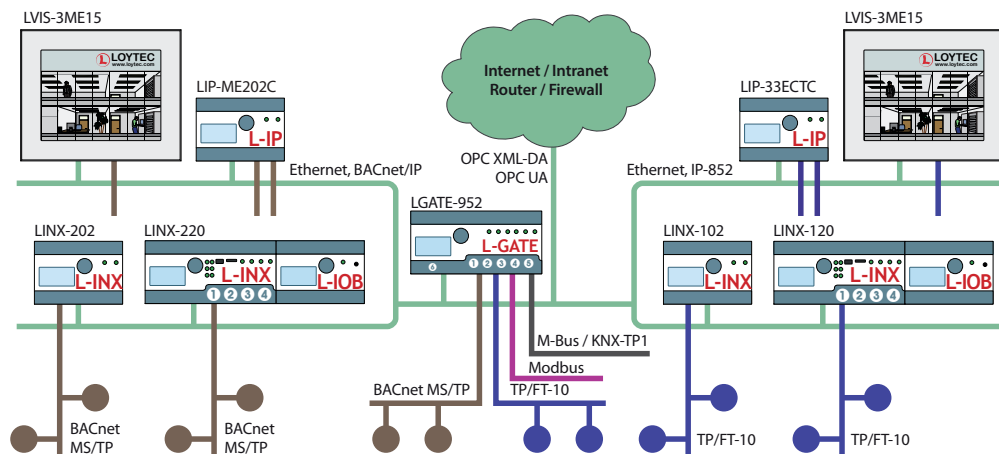 LVIS-3ME15
LOYTEC
www.loytec.com
LIP-ME202C
L-IP
Ethernet, BACnet/IP
Internet / Intranet
Router / Firewall
OPC XML-DA
OPC UA
LIP-33ECTC
L-IP
LVIS-3ME15
LOYTEC
www.loytec.com
Ethernet, IP-852
LINX-202
L-INX
LINX-220
L-INX
1 2 3 4
L-IOB
LGATE-952
L-GATE
6 1 2 3 4 5
LINX-102
L-INX
LINX-120
L-INX
1 2 3 4
L-IOB
M-Bus / KNX-TP1
Modbus
BACnet MS/TP
TP/FT-10
BACnet
MS/TP
BACnet
MS/TP
TP/FT-10
TP/FT-10